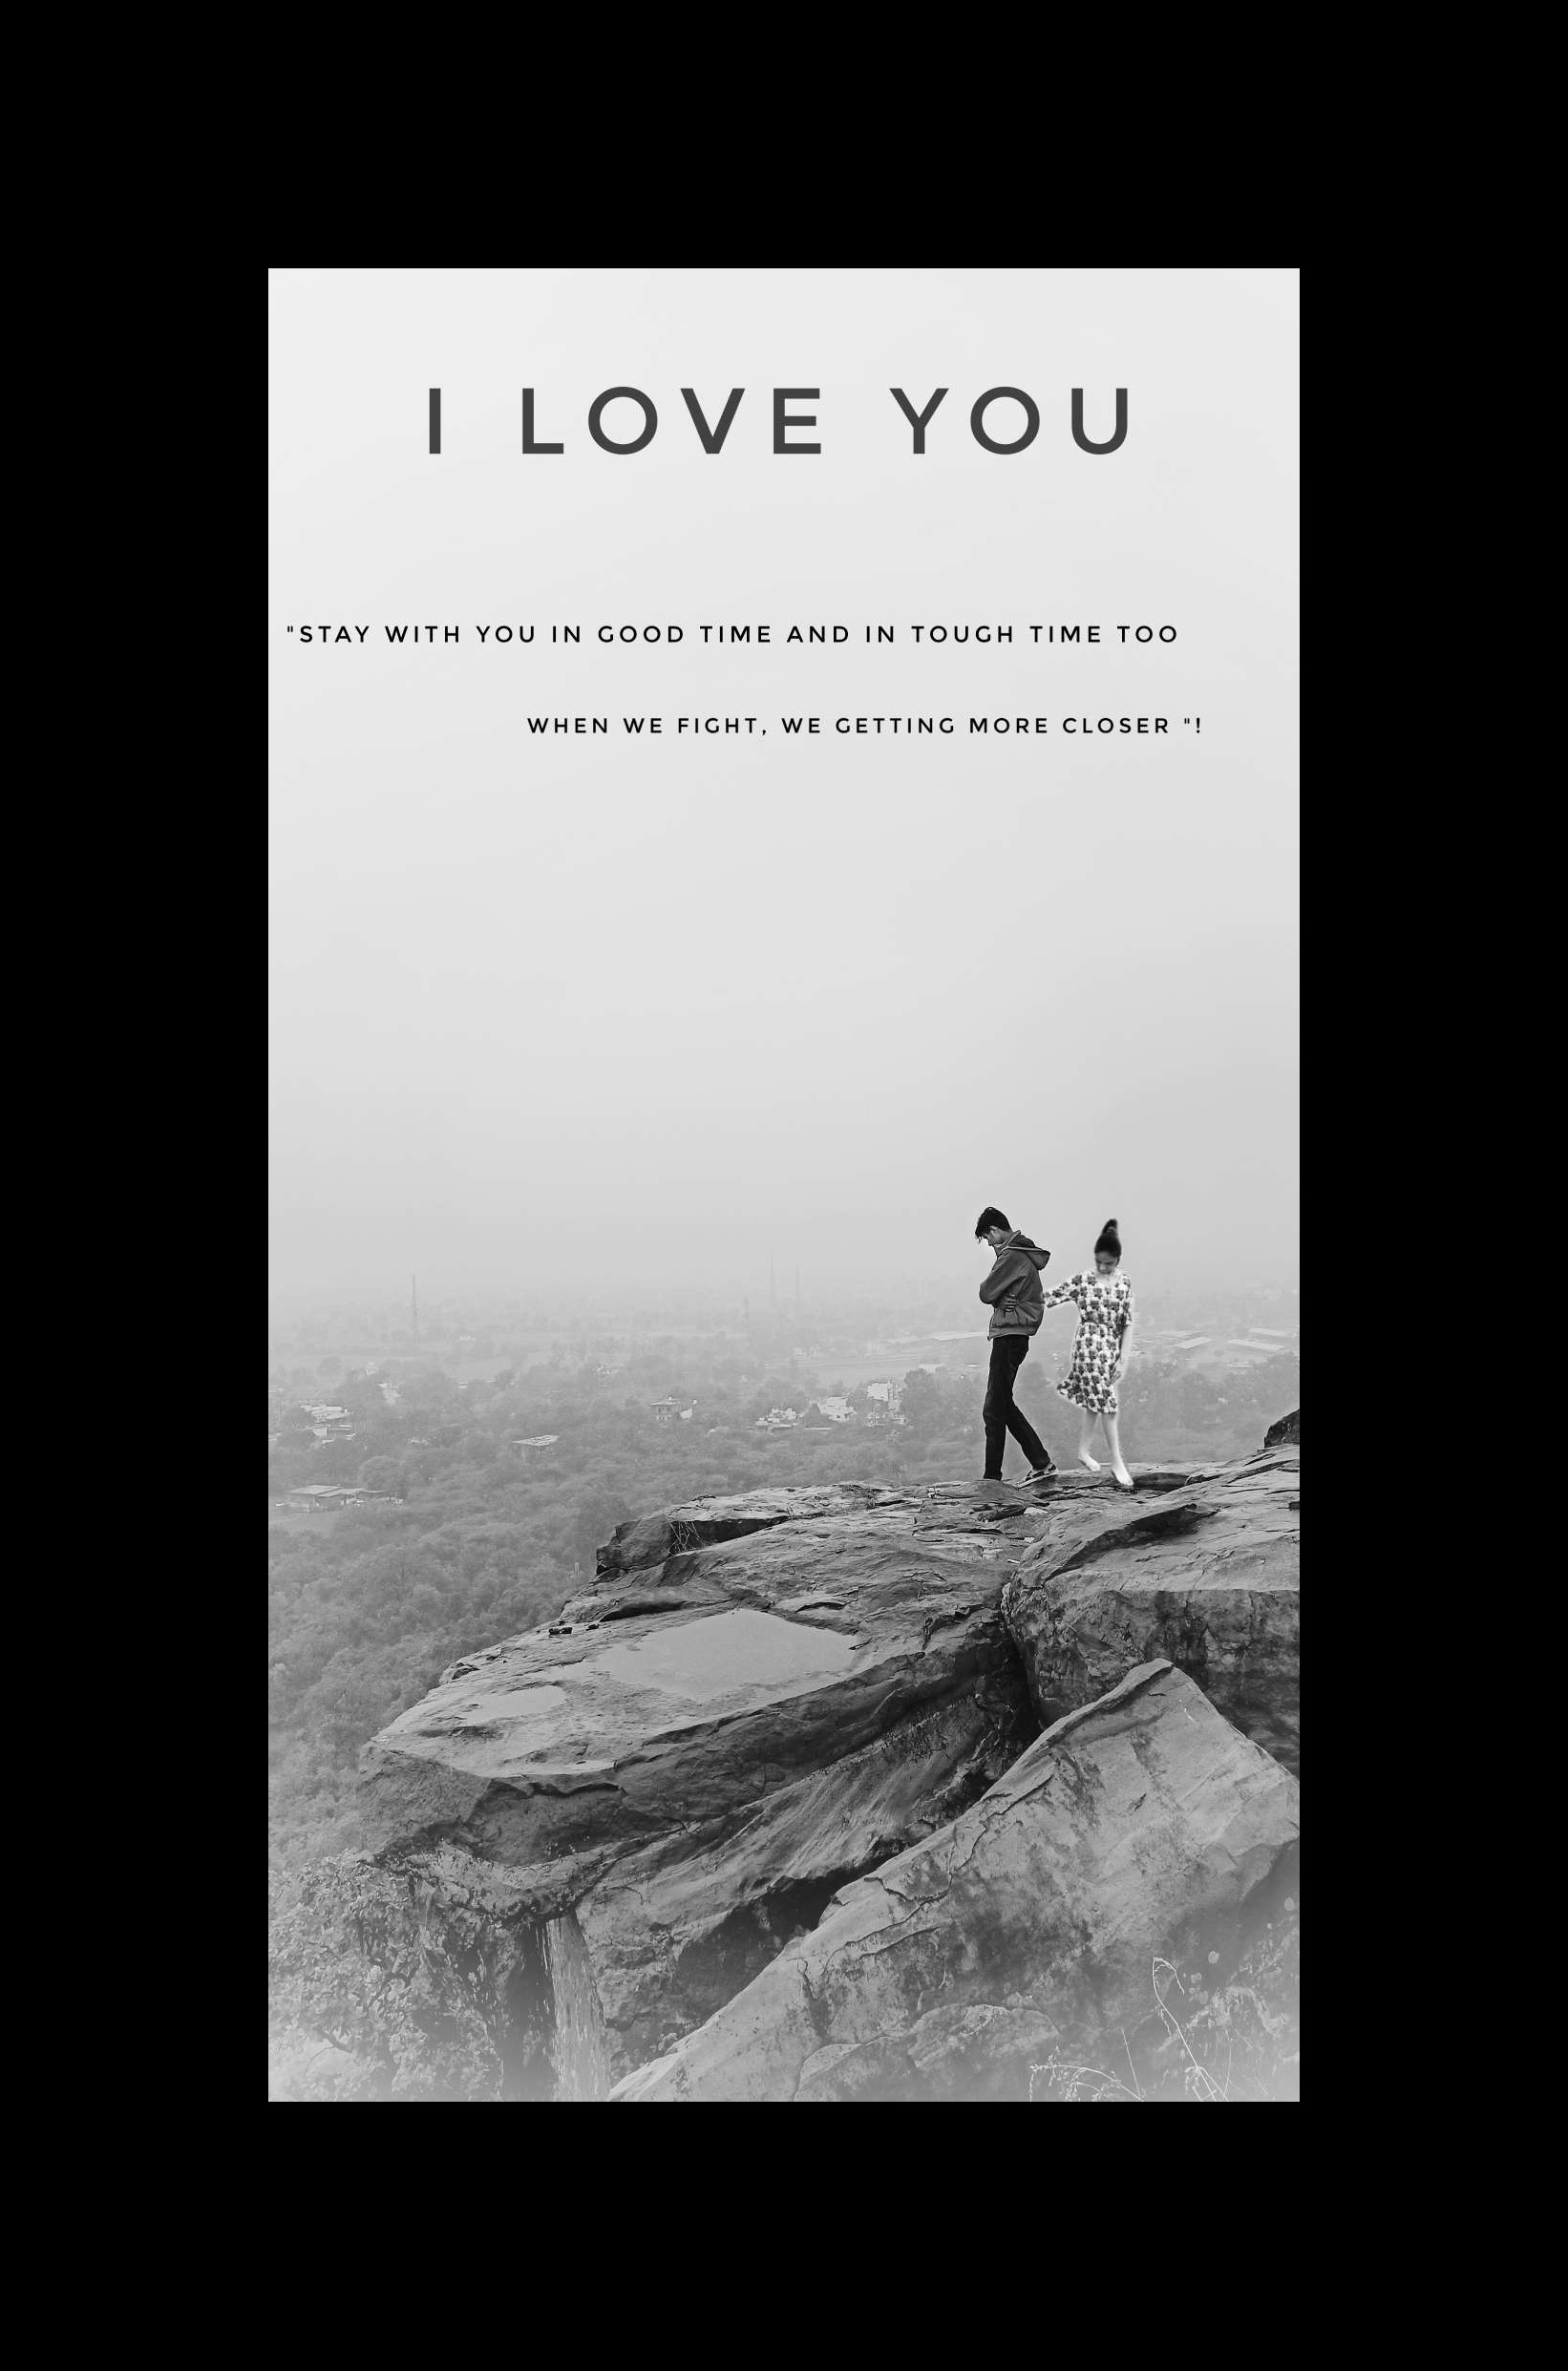 I LOVE YOU
"STAY WITH YOU IN GOOD TIME AND IN TOUGH TIME TOO
WHEN WE FIGHT, WE GETTING MORE CLOSER "!